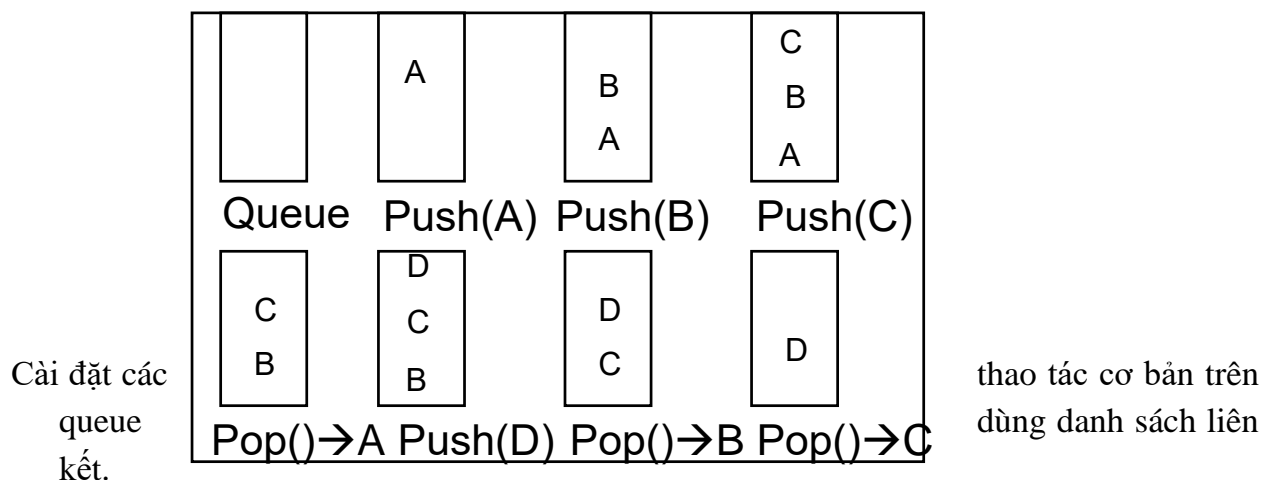 A
B
A
C
B
A
Queue Push(A) Push(B) Push(C)
C
B
D
C
B
D
C
D
Pop()→A Push(D) Pop()→B Pop()→C
Cài đặt các thao tác cơ bản trên
queue dùng danh sách liên
kết.